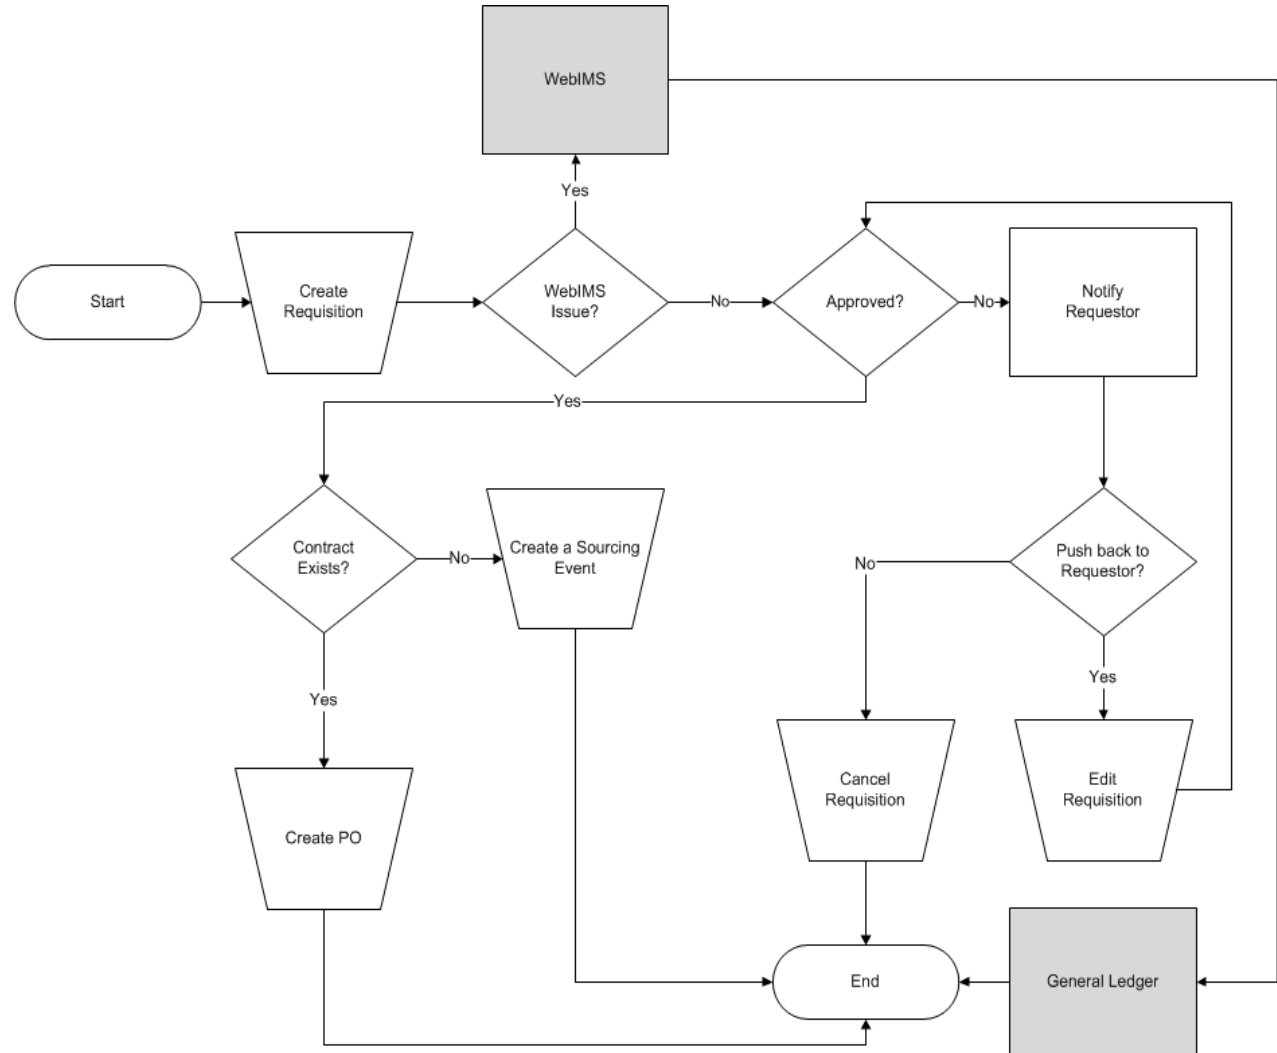 WebIMS
Yes
Start
Create
Requisition
WebIMS
Issue?
No
Approved?
No
Notify
Requestor
Yes
Contract
Exists?
No
Create a Sourcing
Event
No
Push back to
Requestor?
Yes
Yes
Create PO
Cancel
Requisition
Edit
Requisition
End
General Ledger